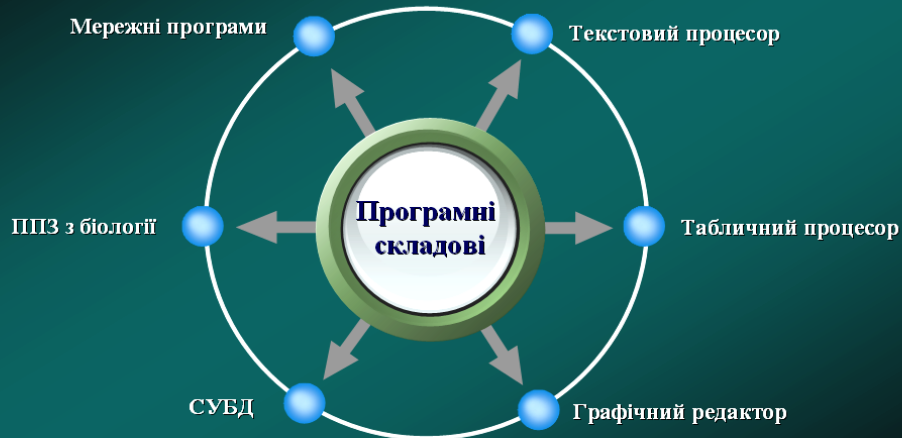 Мережні програми
Текстовий процесор
ППЗ з біології
Програмні
складові
Табличний процесор
СУБД
Графічний редактор